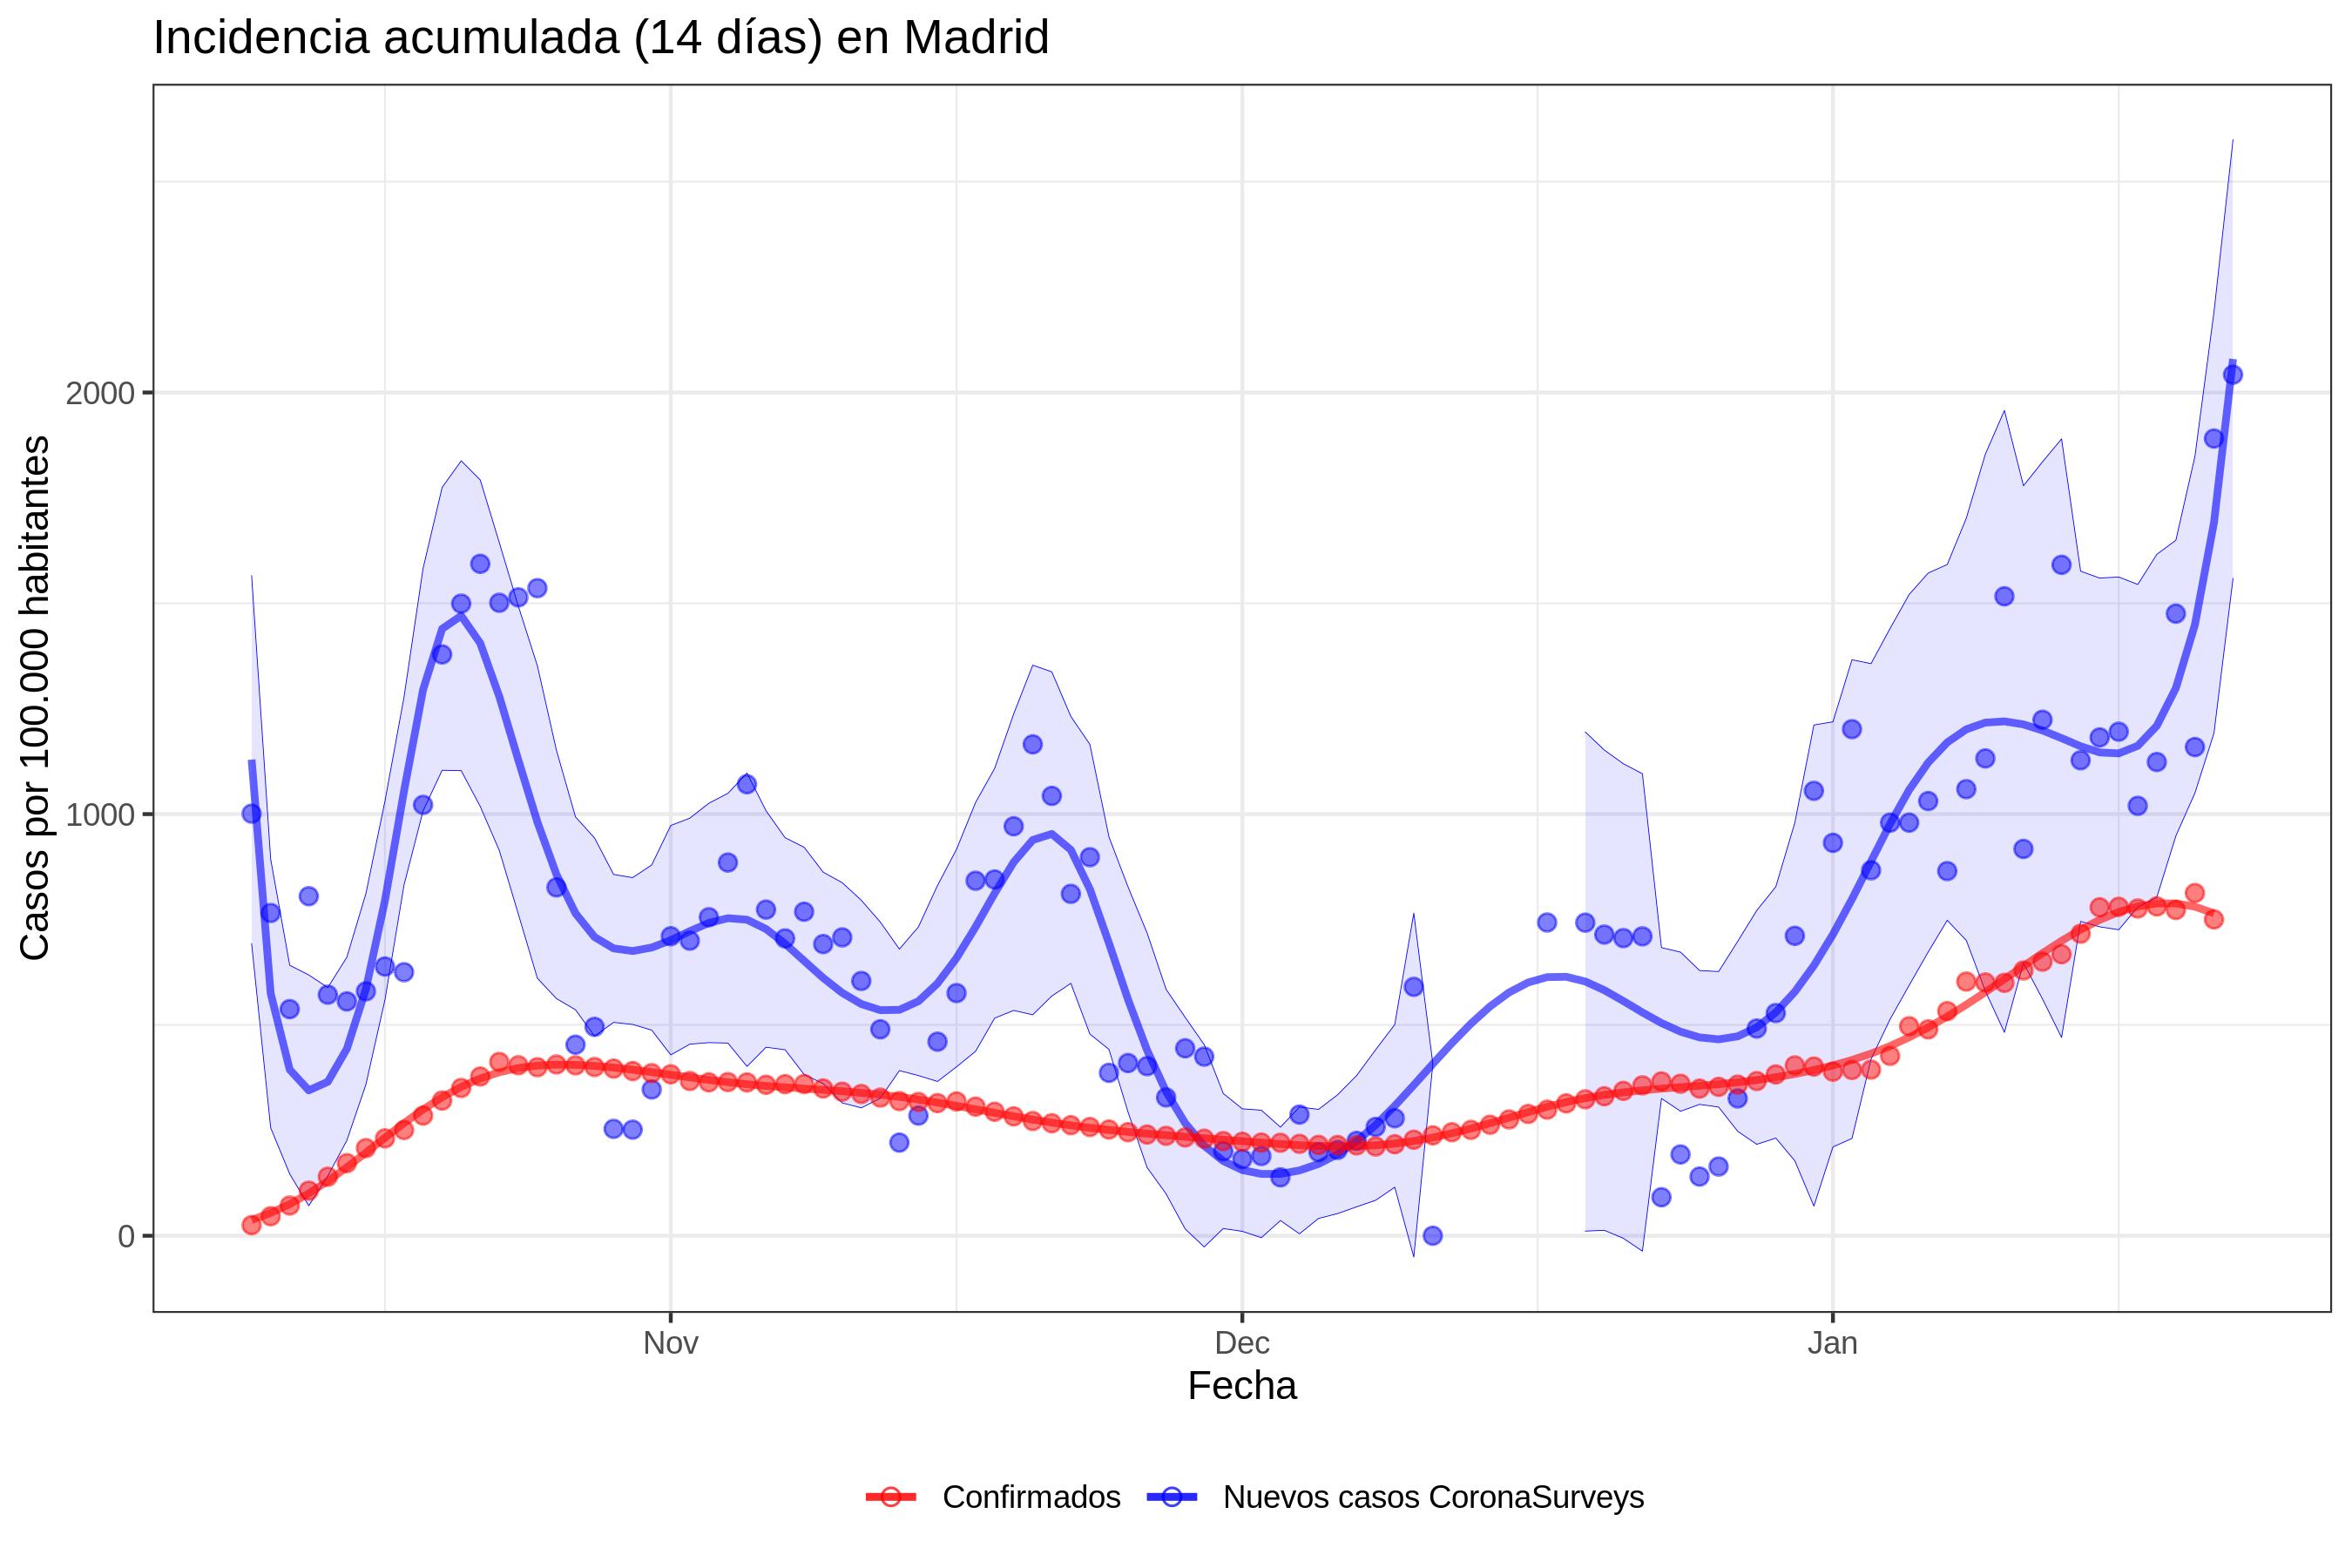 Incidencia acumulada (14 días) en Madrid
Casos por 100.000 habitantes
2000
1000
0
Nov Dec Jan
Fecha
Confirmados Nuevos casos CoronaSurveys